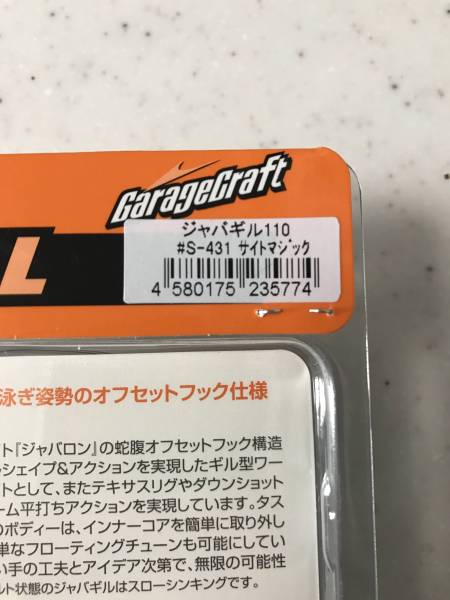 GarageCraft
ジャバギル110
#S-431 サイトマジック
4 580175 235774
L
泳ぎ姿勢のオフセットフック仕様
ト『ジャバロン』の蛇腹オフセットフック構造
シェイプ&アクションを実現したギル型ワー
トとして、またテキサスリグやダウンショット
ーム平打ちアクションを実現しています。タス
のボディーは、インナーコアを簡単に取り外し
単なフローティングチューンも可能にしてい
い手の工夫とアイデア次第で、無限の可能性
ルト状態のジャバギルはスローシンキングです。